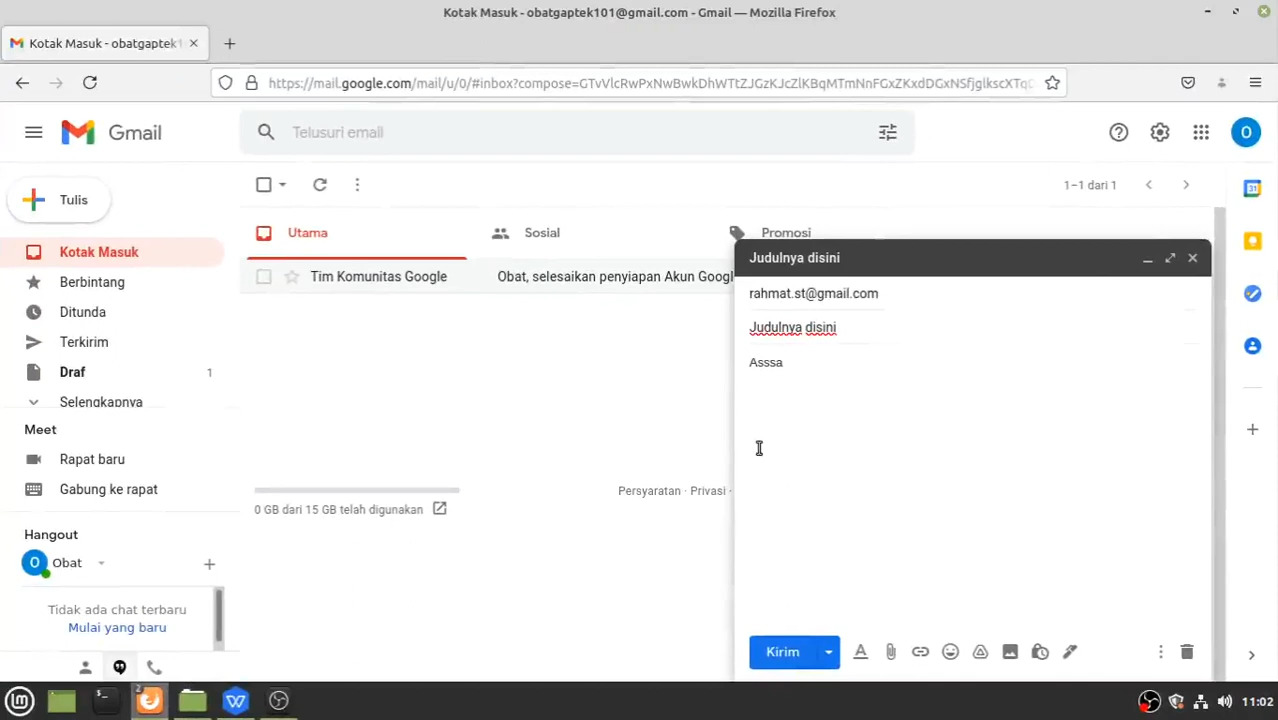 Kotak Masuk - obatgaptek101@gmail.com - Gmail — Mozilla Firefox
Kotak Masuk - obatgaptek1
https://mail.google.com/mail/u/0/#inbox?compose=
Gmail
Telusuri email
O
Tulis
1–1 dari 1
31
Kotak Masuk
Utama
Sosial
Promosi
Berbintang
Tim Komunitas Google
Obat, selesaikan penyiapan Akun Googl
Ditunda
Terkirim
Draf
1
Selengkapnya
Judulnya disini
rahmat.st@gmail.com
Judulnya disini
Asssa
Meet
Rapat baru
Gabung ke rapat
0 GB dari 15 GB telah digunakan
Persyaratan · Privasi ·
Hangout
O
Obat
Tidak ada chat terbaru
Mulai yang baru
Kirim
2
11:02